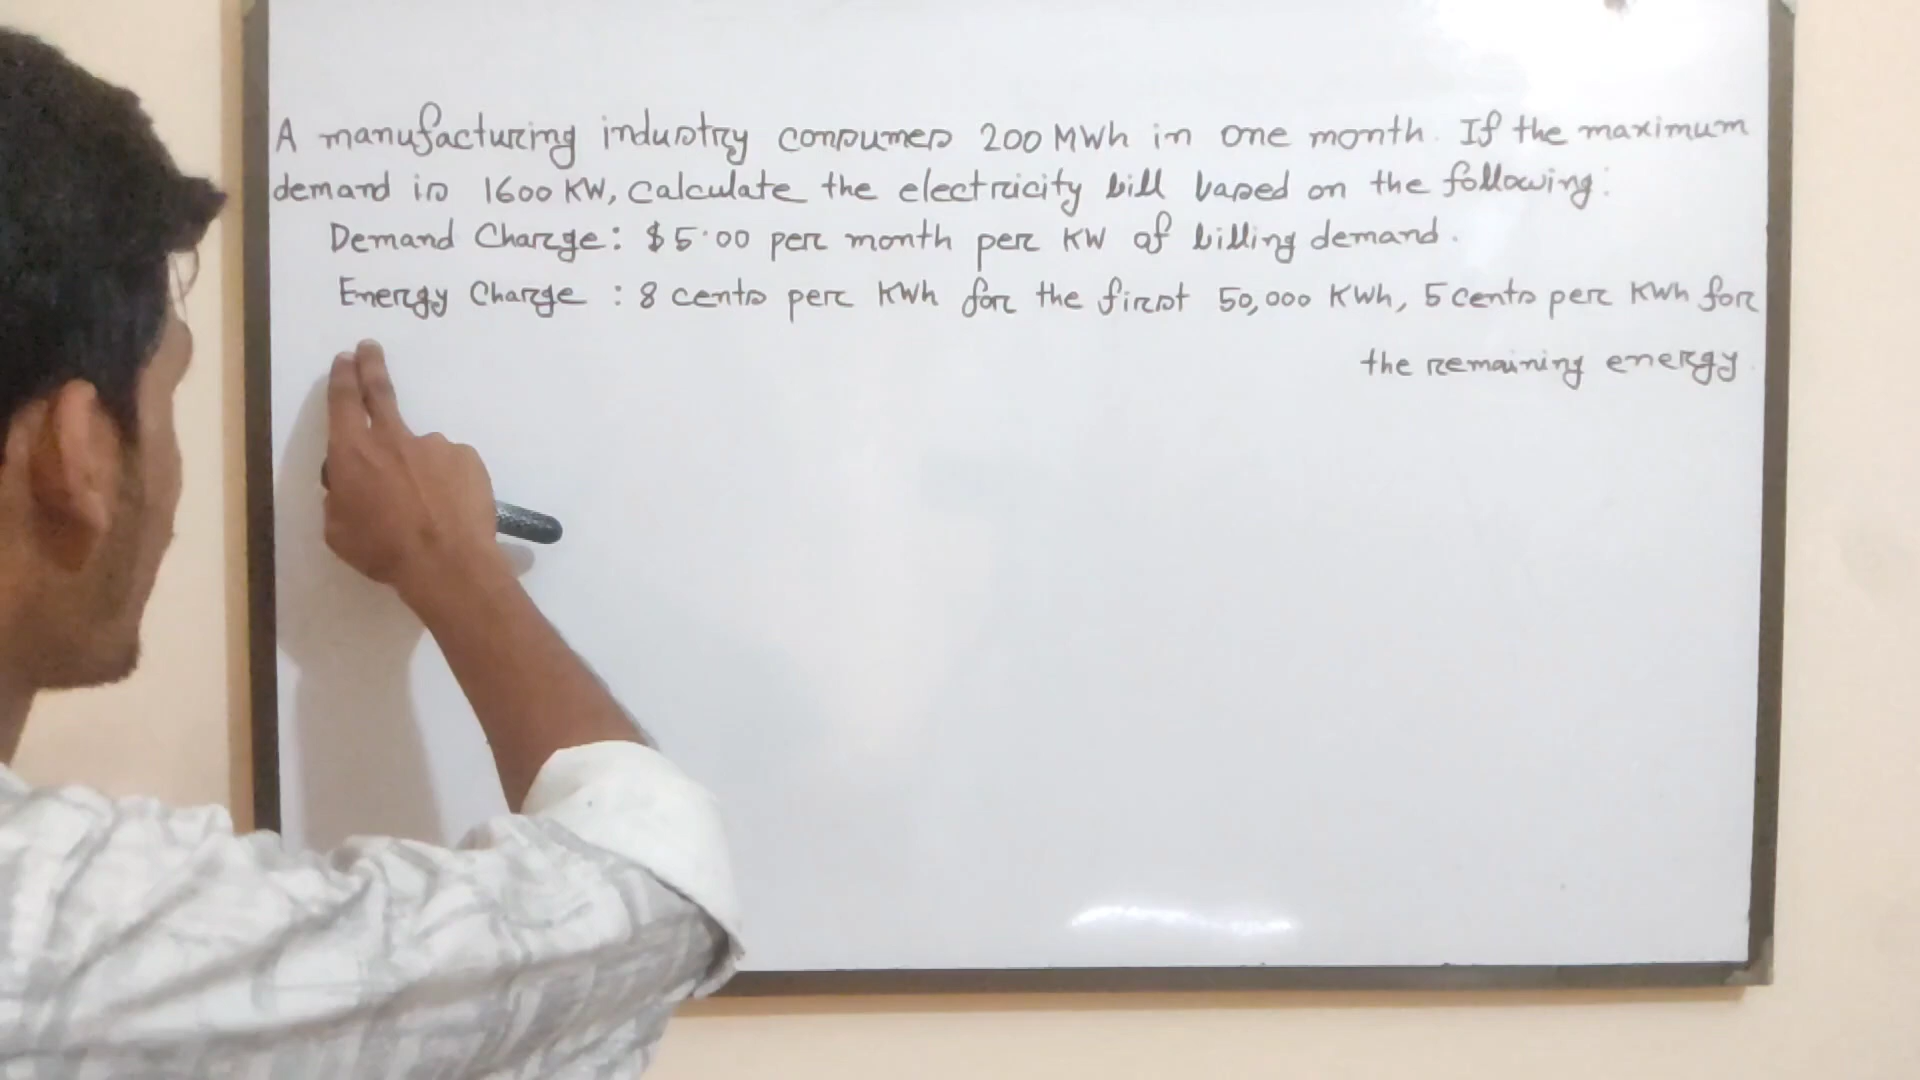 A manufacturing industry consumes 200 MWh in one month. If the maximum
demand is 1600 KW, calculate the electricity bill based on the following:
Demand Charge: $5.00 per month per KW of billing demand.
Energy Charge: 8 cents per KWh for the first 50,000 KWh, 5 cents per KWh for
the remaining energy.